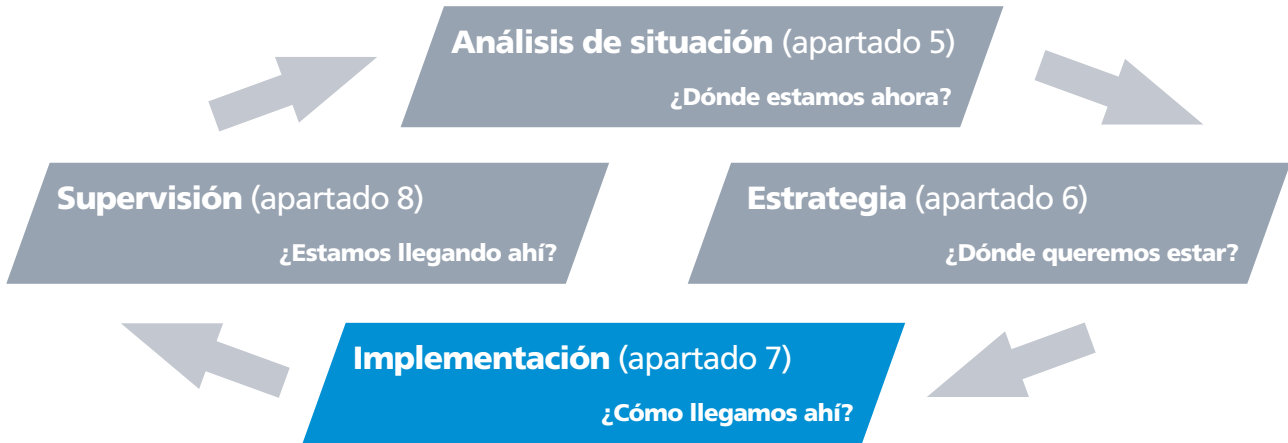 Análisis de situación (apartado 5)
¿Dónde estamos ahora?
Supervisión (apartado 8)
¿Estamos llegando ahí?
Estrategia (apartado 6)
¿Dónde queremos estar?
Implementación (apartado 7)
¿Cómo llegamos ahí?